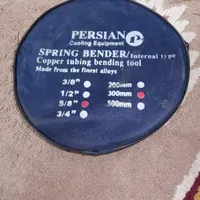 PERSIAN
Cooling Equipment
SPRING BENDER/Internal type
Copper tubing bending tool
Made from the finest alloys
3/8" 200mm
1/2" 300mm
5/8" 500mm
3/4"